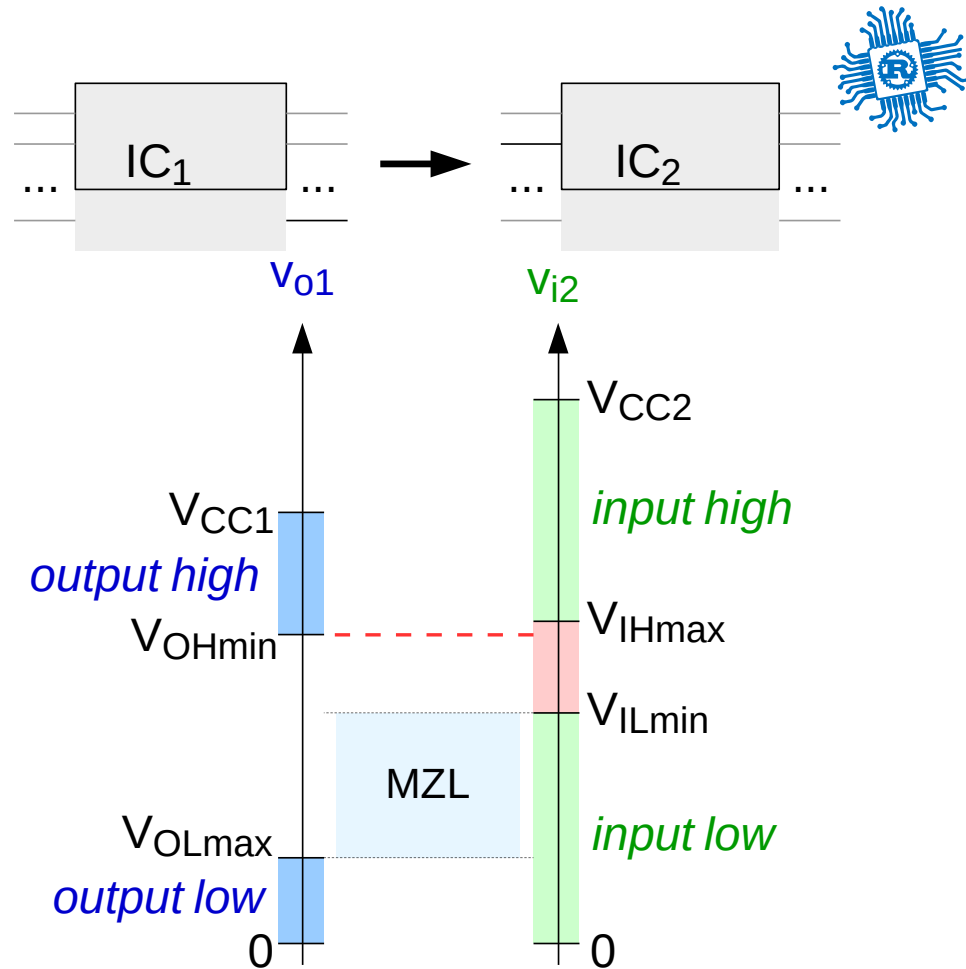 R
IC1
IC2
... ... ... ...
vo1
vi2
VCC2
VCC1
input high
output high
VIHmax
VOHmin
VILmin
MZL
VOLmax
input low
output low
0
0